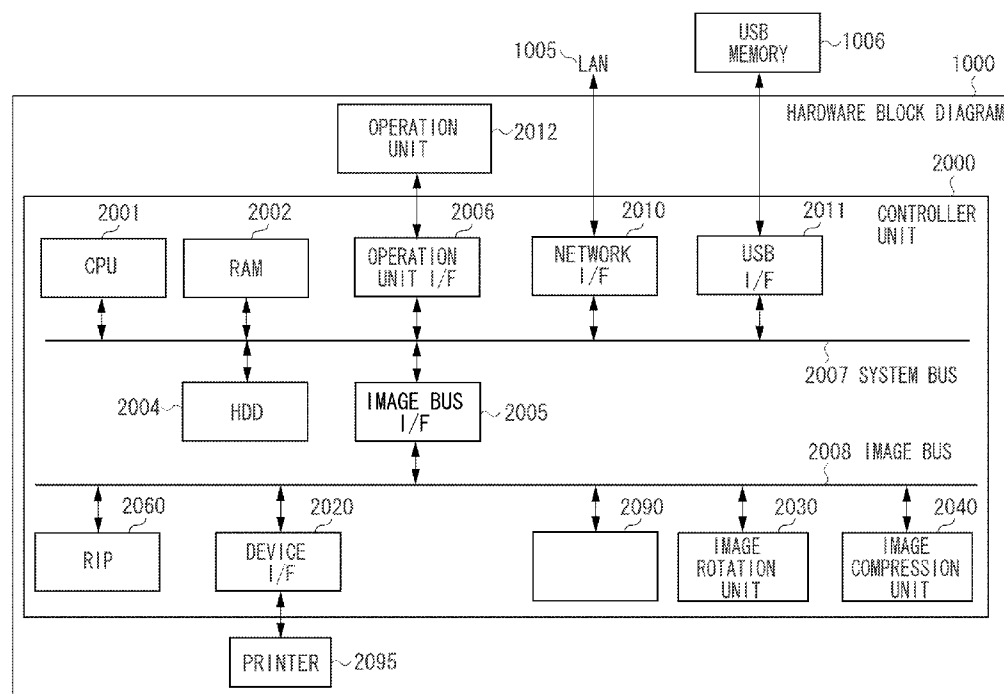 USB
MEMORY
1006
1005
LAN
1000
HARDWARE BLOCK DIAGRAM
OPERATION
UNIT
2012
2000
CONTROLLER
UNIT
2001
CPU
2002
RAM
2006
OPERATION
UNIT I/F
2010
NETWORK
I/F
2011
USB
I/F
2007 SYSTEM BUS
2004
HDD
IMAGE BUS
I/F
2005
2008 IMAGE BUS
2060
RIP
2020
DEVICE
I/F
2090
2030
IMAGE
ROTATION
UNIT
2040
IMAGE
COMPRESSION
UNIT
PRINTER
2095